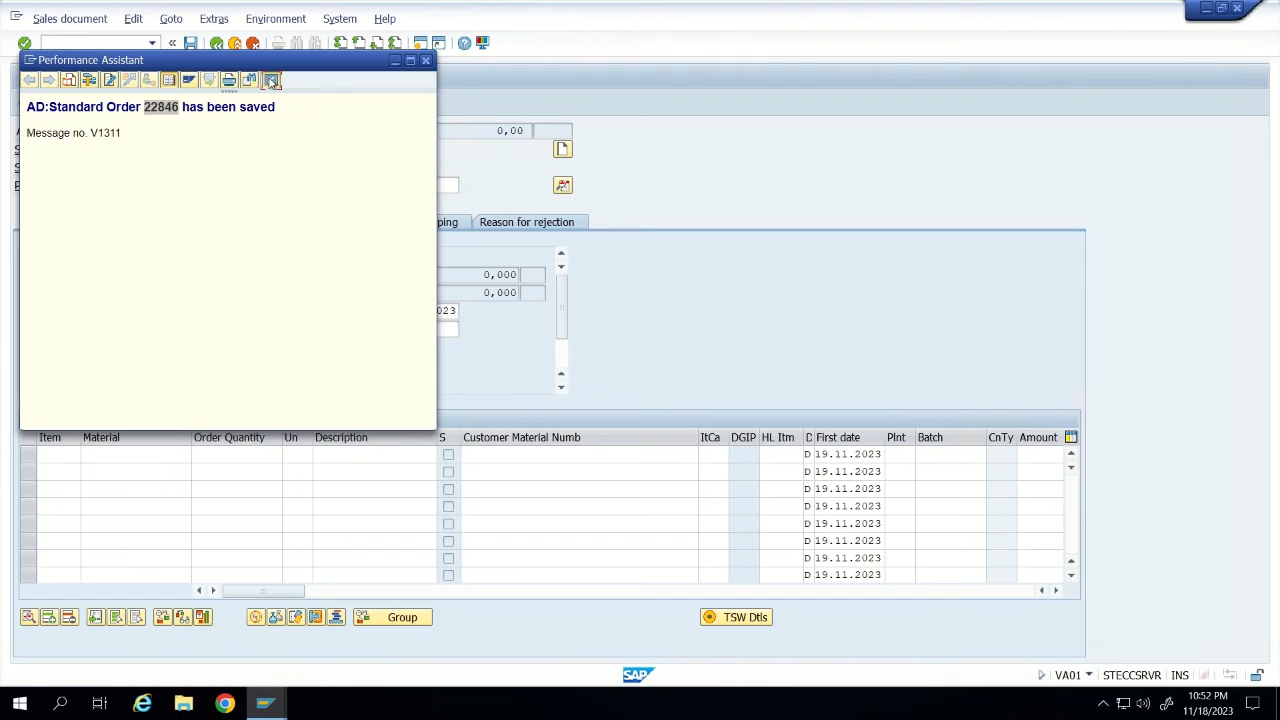 Sales document Edit Goto Extras Environment System Help
Performance Assistant
AD:Standard Order 22846 has been saved
Message no. V1311
0,00
ping Reason for rejection
0,000
0,000
023
Item Material Order Quantity Un Description S Customer Material Numb ItCa DGIP HL Itm D First date Plnt Batch CnTy Amount
D 19.11.2023
D 19.11.2023
D 19.11.2023
D 19.11.2023
D 19.11.2023
D 19.11.2023
D 19.11.2023
D 19.11.2023
Group TSW Dtls
SAP VA01 STECCSRVR INS
10:52 PM
11/18/2023